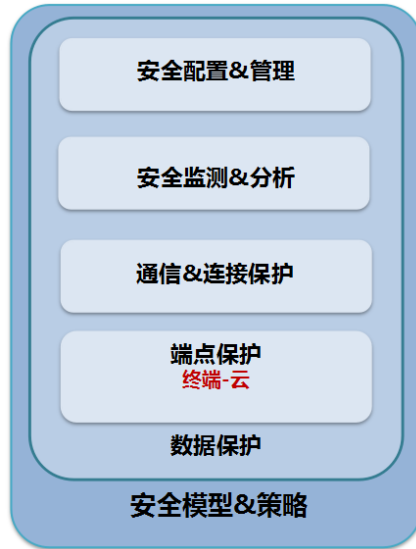 安全配置&管理
安全监测&分析
通信&连接保护
端点保护
终端-云
数据保护
安全模型&策略